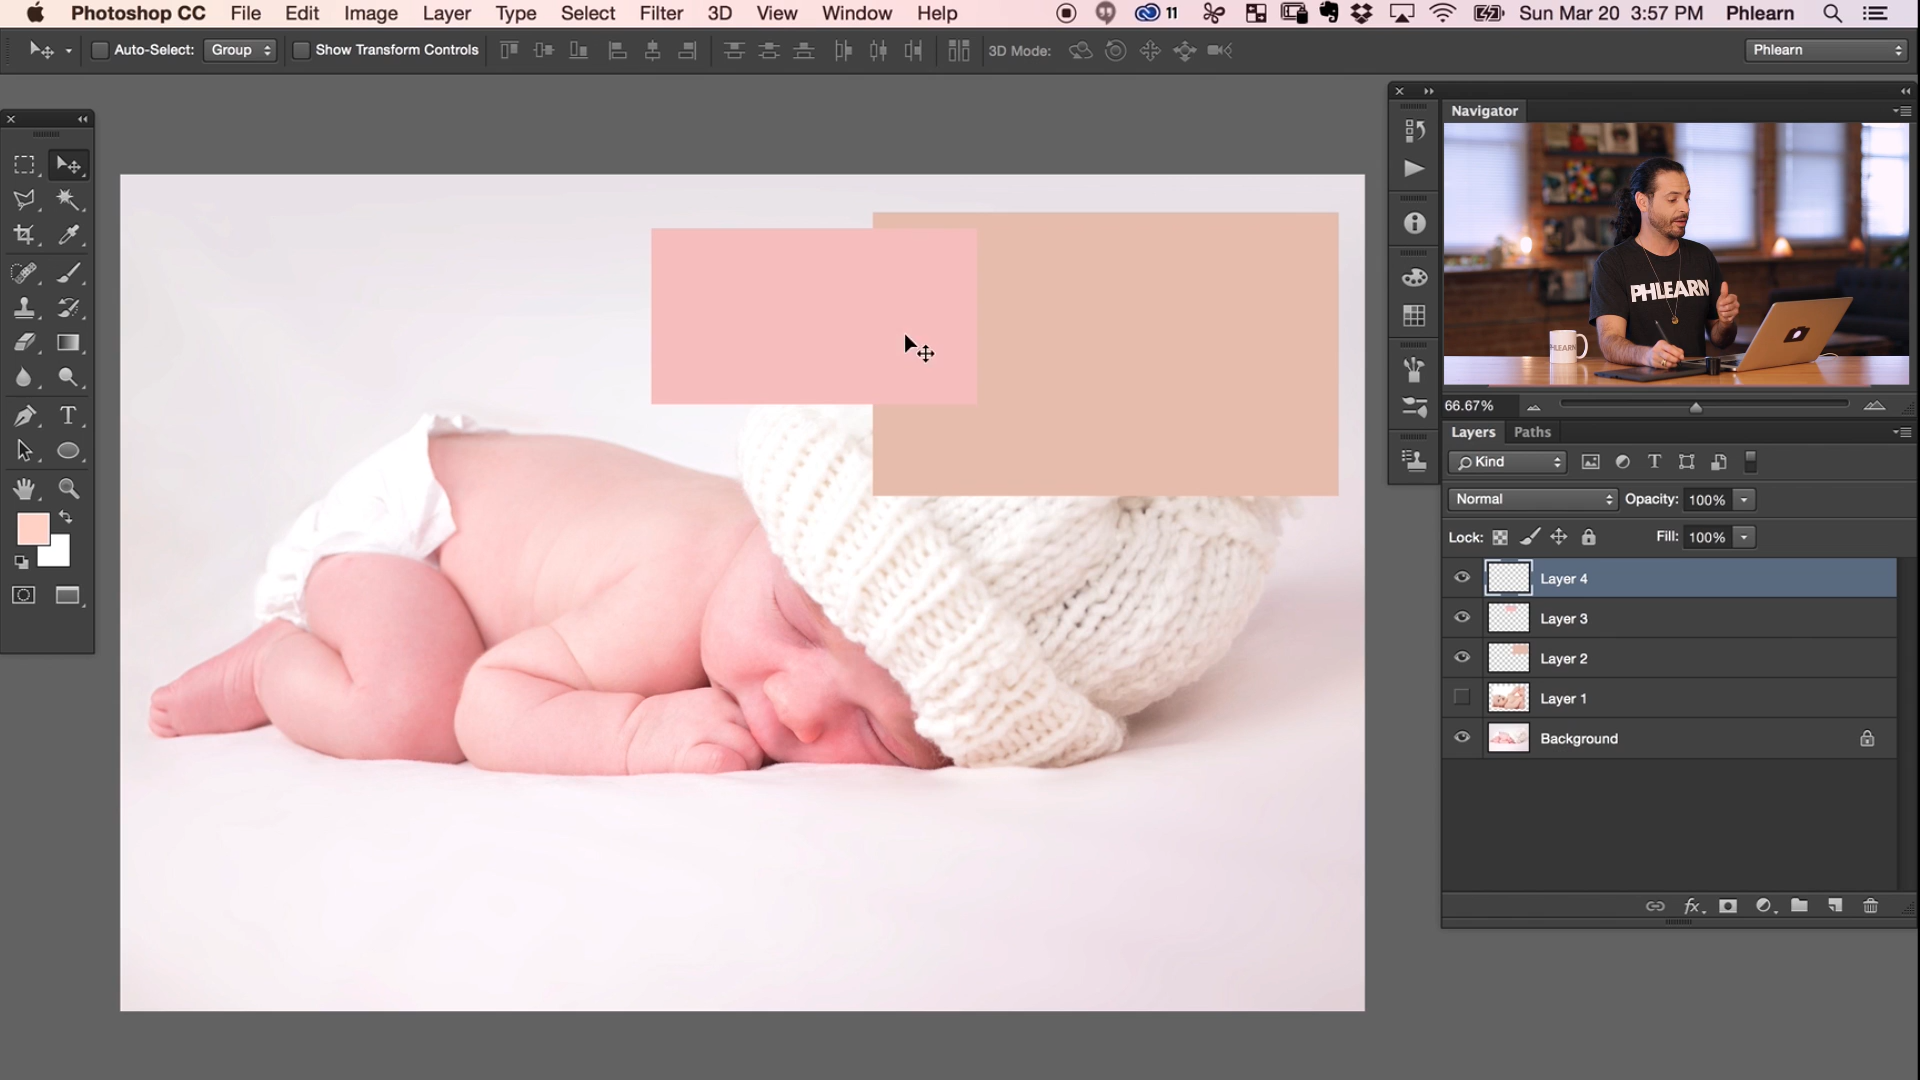 Photoshop CC File Edit Image Layer Type Select Filter 3D View Window Help 11 Sun Mar 20 3:57 PM Phlearn
Auto-Select: Group Show Transform Controls 3D Mode: Phlearn
Navigator
PHLEARN
PHLEARN
66.67%
Layers Paths
Kind
Normal Opacity: 100%
Lock: Fill: 100%
Layer 4
Layer 3
Layer 2
Layer 1
Background